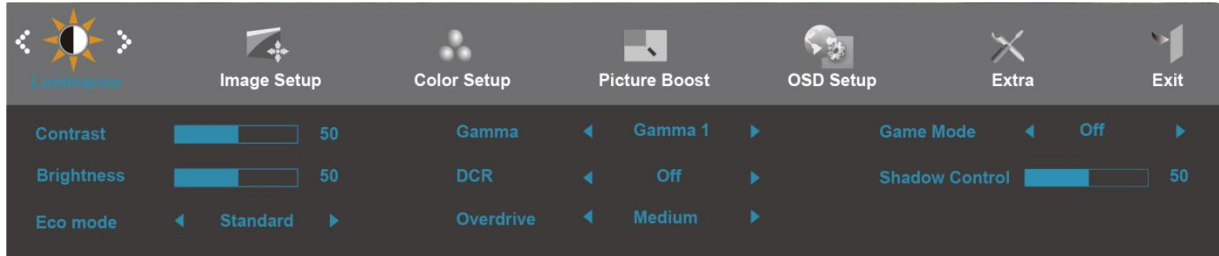 Luminance Image Setup Color Setup Picture Boost OSD Setup Extra Exit
Contrast 50 Gamma Gamma 1 Game Mode Off
Brightness 50 DCR Off Shadow Control 50
Eco mode Standard Overdrive Medium